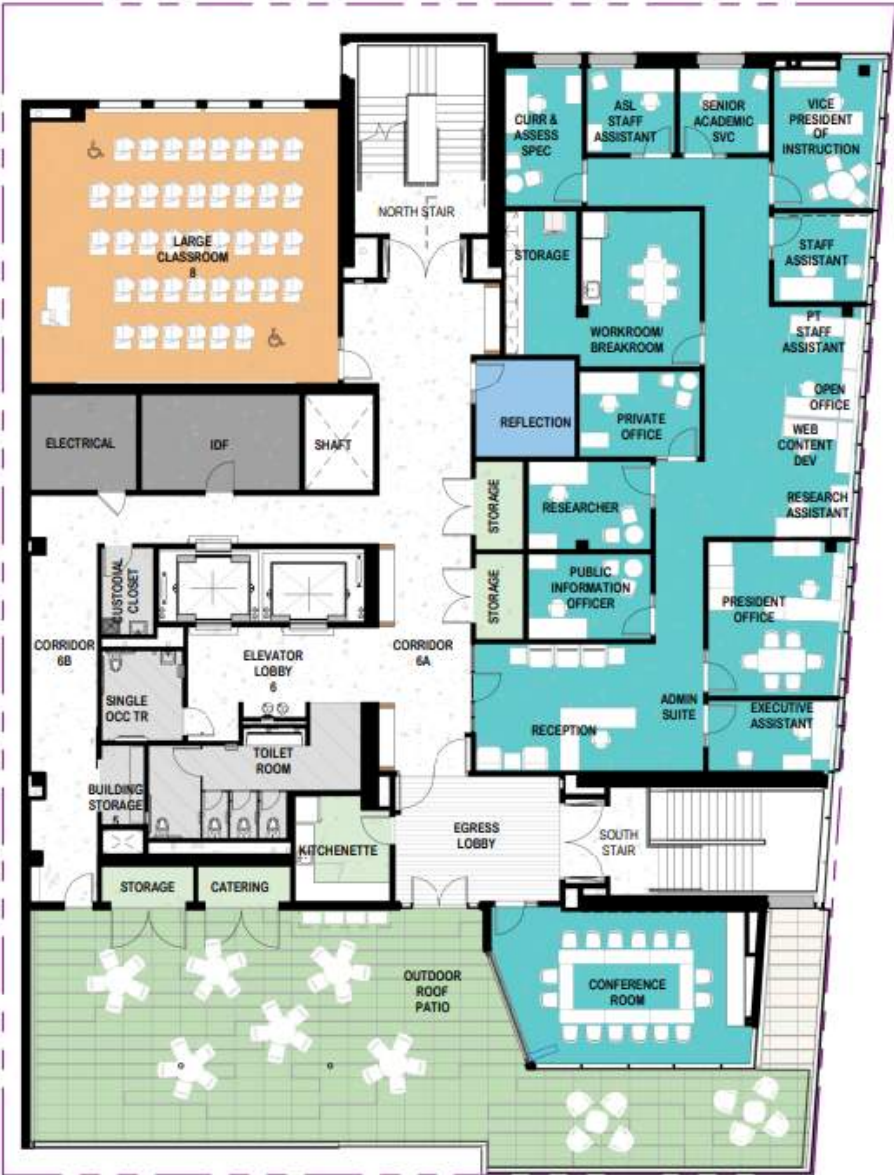 CURR &
ASSESS
SPEC
ASL
STAFF
ASSISTANT
SENIOR
ACADEMIC
SVC
VICE
PRESIDENT
OF
INSTRUCTION
NORTH STAIR
LARGE
CLASSROOM
8
STORAGE
STAFF
ASSISTANT
WORKROOM/
BREAKROOM
PT
STAFF
ASSISTANT
OPEN
OFFICE
REFLECTION
PRIVATE
OFFICE
WEB
CONTENT
DEV
ELECTRICAL
IDF
SHAFT
STORAGE
RESEARCHER
RESEARCH
ASSISTANT
CUSTODIAL
CLOSET
STORAGE
PUBLIC
INFORMATION
OFFICER
PRESIDENT
OFFICE
CORRIDOR
6B
ELEVATOR
LOBBY
6
CORRIDOR
6A
SINGLE
OCC TR
RECEPTION
ADMIN
SUITE
EXECUTIVE
ASSISTANT
TOILET
ROOM
BUILDING
STORAGE
5
KITCHENETTE
EGRESS
LOBBY
SOUTH
STAIR
STORAGE
CATERING
OUTDOOR
ROOF
PATIO
CONFERENCE
ROOM